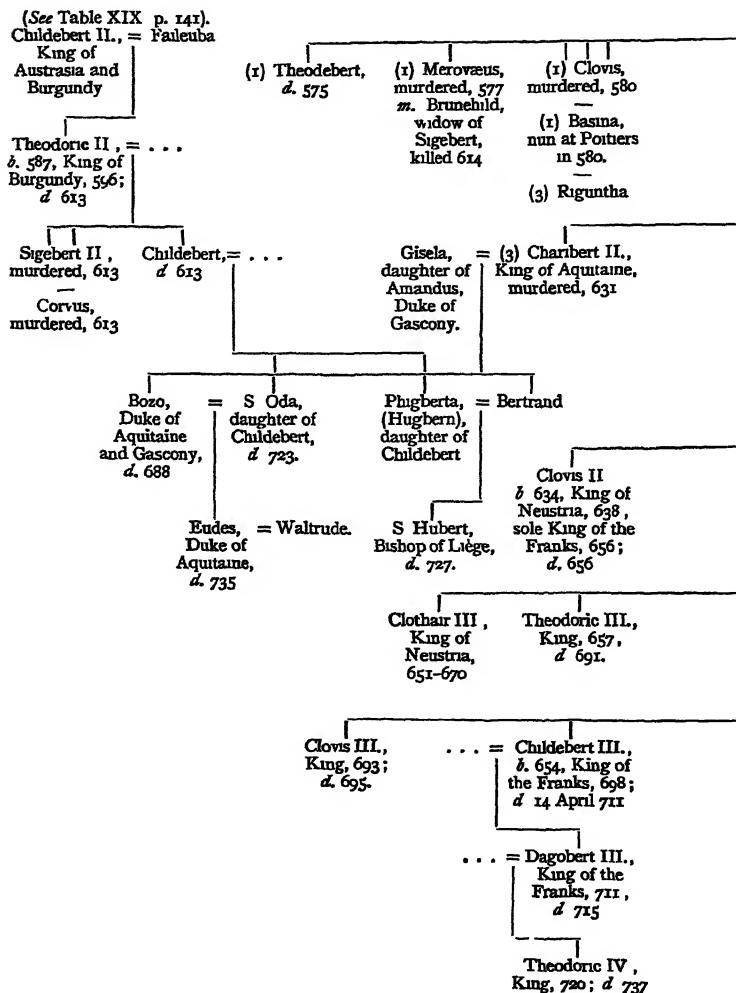 (See Table XIX p. 141).
Childebert II., = Faileuba
King of
Austrasia and
Burgundy
(1) Theodebert,
d. 575
(1) Merovæus,
murdered, 577
m. Brunehild,
widow of
Sigebert,
killed 614
(1) Clovis,
murdered, 580
—
(1) Basina,
nun at Poitiers
in 580.
—
(3) Riguntha
Theodoric II, = . . .
b. 587, King of
Burgundy, 596;
d 613
Sigebert II,
murdered, 613
—
Corvus,
murdered, 613
Childebert, = . . .
d 613
Gisela,
daughter of
Amandus,
Duke of
Gascony.
= (3) Charibert II.,
King of Aquitaine,
murdered, 631
Bozo,
Duke of
Aquitaine
and Gascony,
d. 688
= S Oda,
daughter of
Childebert,
d 723.
Phigberta,
(Hugbern),
daughter of
Childebert
= Bertrand
Clovis II
b 634, King of
Neustria, 638,
sole King of the
Franks, 656;
d. 656
Eudes,
Duke of
Aquitaine,
d. 735
= Waltrude.
S Hubert,
Bishop of Liège,
d. 727.
Clothair III,
King of
Neustria,
651–670
Theodoric III.,
King, 657,
d 691.
Clovis III.,
King, 693;
d. 695.
. . . = Childebert III.,
b. 654, King of
the Franks, 698;
d 14 April 711
. . . = Dagobert III.,
King of the
Franks, 711,
d 715
Theodoric IV,
King, 720; d 737